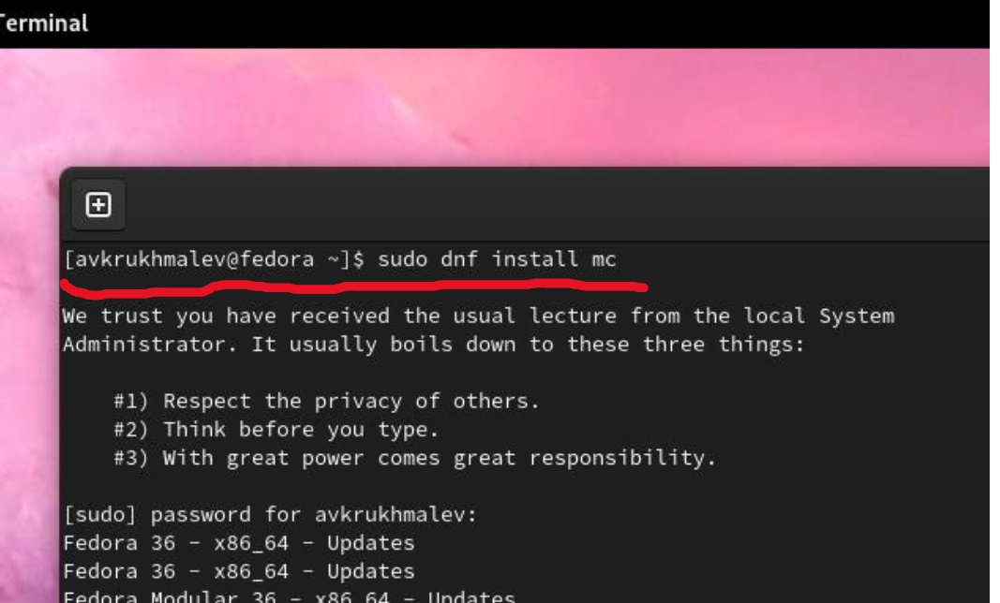 Terminal
[avkrukhmalev@fedora ~]$ sudo dnf install mc
We trust you have received the usual lecture from the local System
Administrator. It usually boils down to these three things:
#1) Respect the privacy of others.
#2) Think before you type.
#3) With great power comes great responsibility.
[sudo] password for avkrukhmalev:
Fedora 36 - x86_64 - Updates
Fedora 36 - x86_64 - Updates
Fedora Modular 36 - x86_64 - Updates